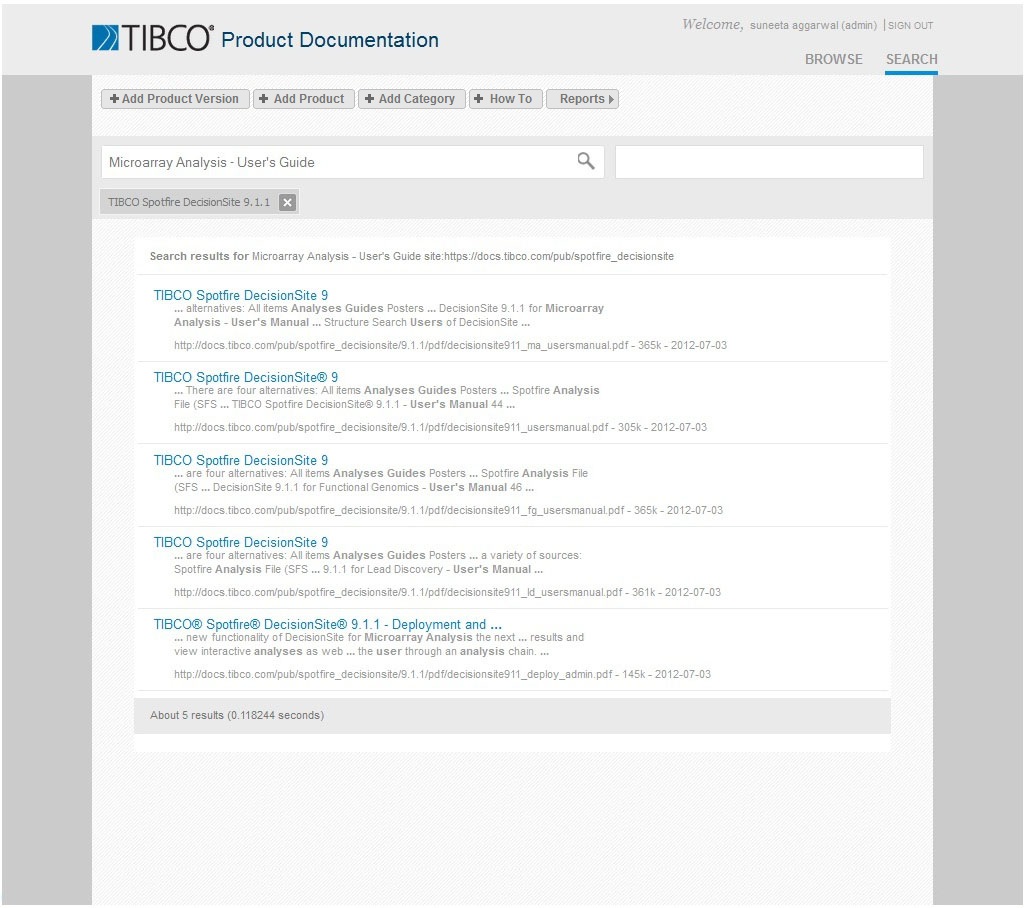 TIBCO® Product Documentation
Welcome, suneeta aggarwal (admin) | SIGN OUT
BROWSE SEARCH
+ Add Product Version + Add Product + Add Category + How To Reports
Microarray Analysis - User's Guide
TIBCO Spotfire DecisionSite 9.1.1 x
Search results for Microarray Analysis - User's Guide site:https://docs.tibco.com/pub/spotfire_decisionsite
TIBCO Spotfire DecisionSite 9
... alternatives: All items Analyses Guides Posters ... DecisionSite 9.1.1 for Microarray
Analysis - User's Manual ... Structure Search Users of DecisionSite ...
http://docs.tibco.com/pub/spotfire_decisionsite/9.1.1/pdf/decisionsite911_ma_usersmanual.pdf - 365k - 2012-07-03
TIBCO Spotfire DecisionSite® 9
... There are four alternatives: All items Analyses Guides Posters ... Spotfire Analysis
File (SFS ... TIBCO Spotfire DecisionSite® 9.1.1 - User's Manual 44 ...
http://docs.tibco.com/pub/spotfire_decisionsite/9.1.1/pdf/decisionsite911_usersmanual.pdf - 305k - 2012-07-03
TIBCO Spotfire DecisionSite 9
... are four alternatives: All items Analyses Guides Posters ... Spotfire Analysis File
(SFS ... DecisionSite 9.1.1 for Functional Genomics - User's Manual 46 ...
http://docs.tibco.com/pub/spotfire_decisionsite/9.1.1/pdf/decisionsite911_fg_usersmanual.pdf - 365k - 2012-07-03
TIBCO Spotfire DecisionSite 9
... are four alternatives: All items Analyses Guides Posters ... a variety of sources:
Spotfire Analysis File (SFS ... 9.1.1 for Lead Discovery - User's Manual ...
http://docs.tibco.com/pub/spotfire_decisionsite/9.1.1/pdf/decisionsite911_ld_usersmanual.pdf - 361k - 2012-07-03
TIBCO® Spotfire® DecisionSite® 9.1.1 - Deployment and ...
... new functionality of DecisionSite for Microarray Analysis the next ... results and
view interactive analyses as web ... the user through an analysis chain. ...
http://docs.tibco.com/pub/spotfire_decisionsite/9.1.1/pdf/decisionsite911_deploy_admin.pdf - 145k - 2012-07-03
About 5 results (0.118244 seconds)